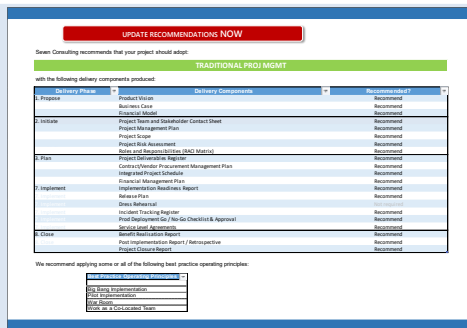 UPDATE RECOMMENDATIONS NOW
Seven Consulting recommends that your project should adopt:
TRADITIONAL PROJ MGMT
with the following delivery components produced:
Delivery Phase Delivery Components Recommended?
1. Propose Product Vision Recommend
Business Case Recommend
Financial Model Recommend
2. Initiate Project Team and Stakeholder Contact Sheet Recommend
Project Management Plan Recommend
Project Scope Recommend
Project Risk Assessment Recommend
Roles and Responsibilities (RACI Matrix) Recommend
3. Plan Project Deliverables Register Recommend
Contract/Vendor Procurement Management Plan Recommend
Integrated Project Schedule Recommend
Financial Management Plan Recommend
7. Implement Implementation Readiness Report Recommend
Release Plan Recommend
Dress Rehearsal
Incident Tracking Register Recommend
Prod Deployment Go / No-Go Checklist & Approval Recommend
Service Level Agreements Recommend
8. Close Benefit Realisation Report Recommend
Post Implementation Report / Retrospective Recommend
Project Closure Report Recommend
We recommend applying some or all of the following best practice operating principles:
Best Practice Operating Principles
Big Bang Implementation
Pilot Implementation
War Room
Work as a Co-Located Team